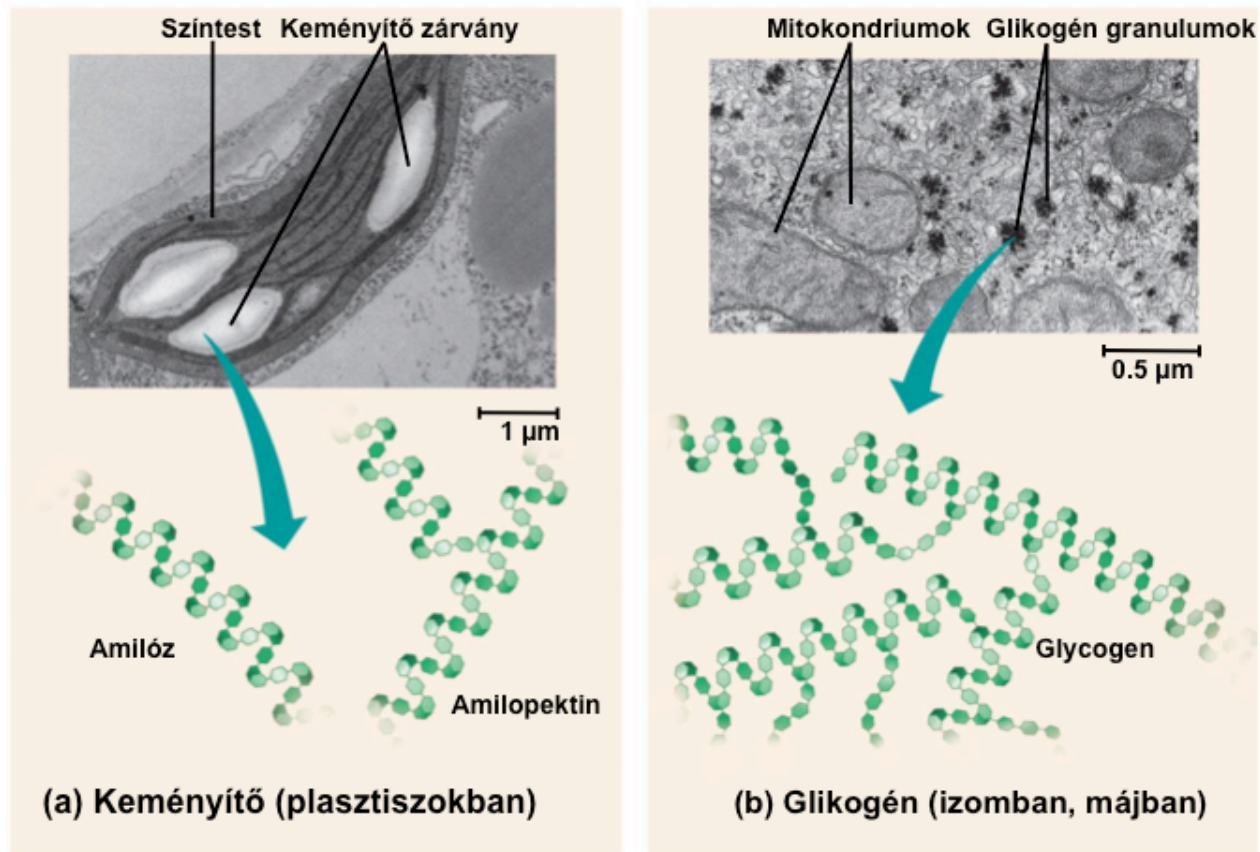 Színtest
Keményítő zárvány
1 µm
Amilóz
Amilopektin
(a) Keményítő (plasztiszokban)
Mitokondriumok
Glikogén granulumok
0.5 µm
Glycogen
(b) Glikogén (izomban, májban)